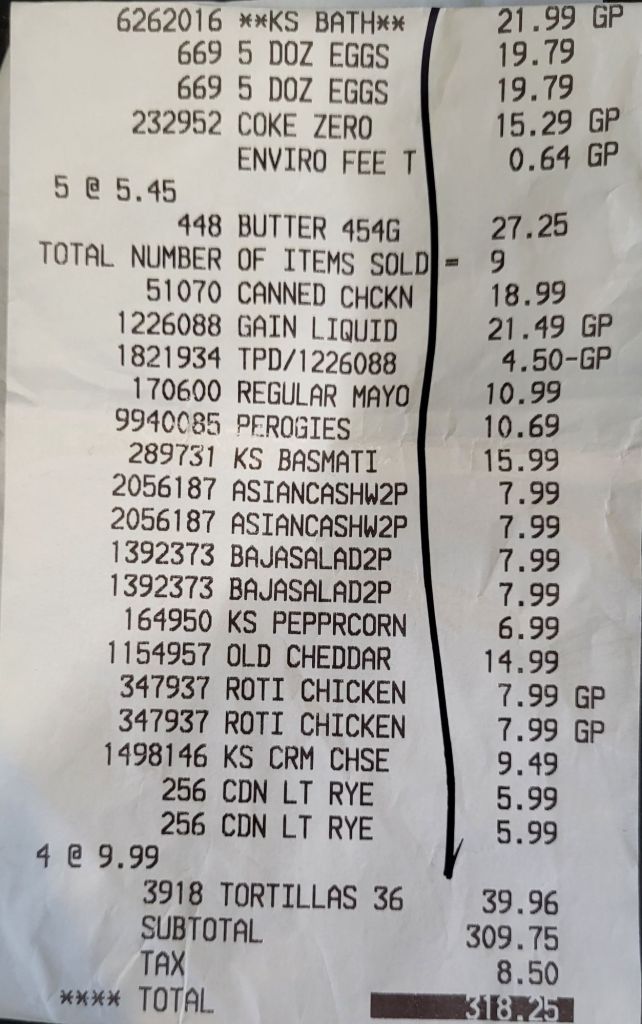 6262016 **KS BATH** 21.99 GP
669 5 DOZ EGGS 19.79
669 5 DOZ EGGS 19.79
232952 COKE ZERO 15.29 GP
ENVIRO FEE T 0.64 GP
5 @ 5.45
448 BUTTER 454G 27.25
TOTAL NUMBER OF ITEMS SOLD = 9
51070 CANNED CHCKN 18.99
1226088 GAIN LIQUID 21.49 GP
1821934 TPD/1226088 4.50-GP
170600 REGULAR MAYO 10.99
9940085 PEROGIES 10.69
289731 KS BASMATI 15.99
2056187 ASIANCASHW2P 7.99
2056187 ASIANCASHW2P 7.99
1392373 BAJASALAD2P 7.99
1392373 BAJASALAD2P 7.99
164950 KS PEPPRCORN 6.99
1154957 OLD CHEDDAR 14.99
347937 ROTI CHICKEN 7.99 GP
347937 ROTI CHICKEN 7.99 GP
1498146 KS CRM CHSE 9.49
256 CDN LT RYE 5.99
256 CDN LT RYE 5.99
4 @ 9.99
3918 TORTILLAS 36 39.96
SUBTOTAL 309.75
TAX 8.50
**** TOTAL 318.25